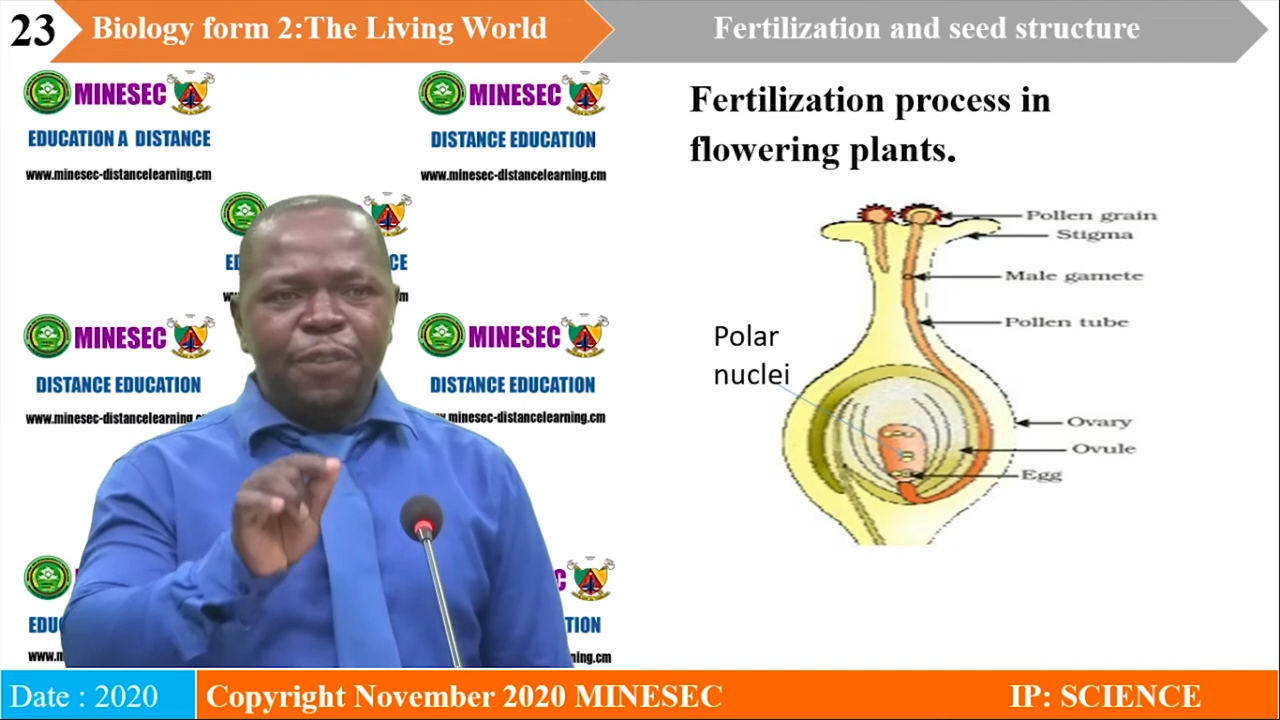 23
Biology form 2:The Living World
Fertilization and seed structure
MINESEC
EDUCATION A DISTANCE
www.minesec-distancelearning.cm
MINESEC
DISTANCE EDUCATION
www.minesec-distancelearning.cm
MINESEC
DISTANCE EDUCATION
MINESEC
DISTANCE EDUCATION
minesec-distancelearning.cm
Fertilization process in
flowering plants.
Pollen grain
Stigma
Male gamete
Pollen tube
Polar
nuclei
Ovary
Ovule
Egg
Date : 2020
Copyright November 2020 MINESEC
IP: SCIENCE